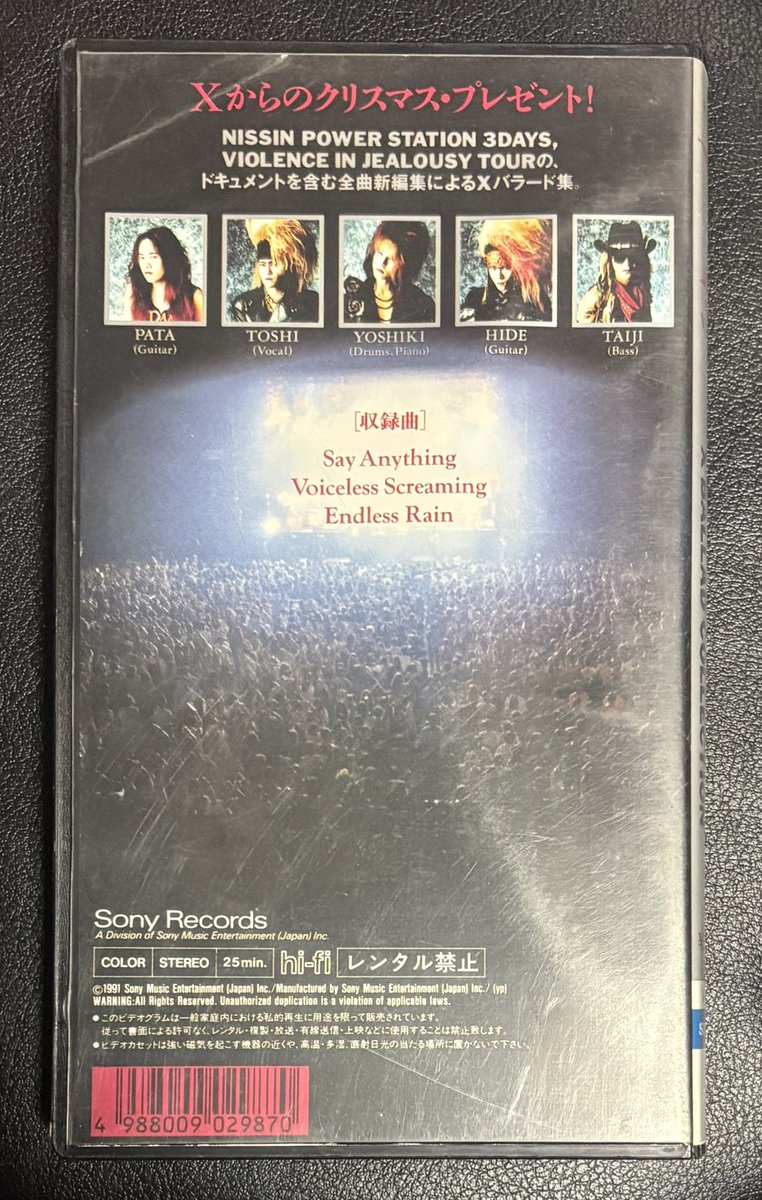 Xからのクリスマス・プレゼント!
NISSIN POWER STATION 3DAYS,
VIOLENCE IN JEALOUSY TOURの、
ドキュメントを含む全曲新編集によるXバラード集。
PATA
(Guitar)
TOSHI
(Vocal)
YOSHIKI
(Drums, Piano)
HIDE
(Guitar)
TAIJI
(Bass)
[収録曲]
Say Anything
Voiceless Screaming
Endless Rain
Sony Records
A Division of Sony Music Entertainment (Japan) Inc.
COLOR STEREO 25min. hi-fi レンタル禁止
©1991 Sony Music Entertainment (Japan) Inc./Manufactured by Sony Music Entertainment (Japan) Inc./ (yp)
WARNING:All Rights Reserved. Unauthorized duplication is a violation of applicable laws.
●このビデオグラムは一般家庭内における私的再生に用途を限って販売されています。
従って書面による許可なく、レンタル・複製・放送・有線送信・上映などに使用することは禁止致します。
●ビデオカセットは強い磁気を起こす機器の近くや、高温・多湿、直射日光の当たる場所に置かないで下さい。
4 988009 029870